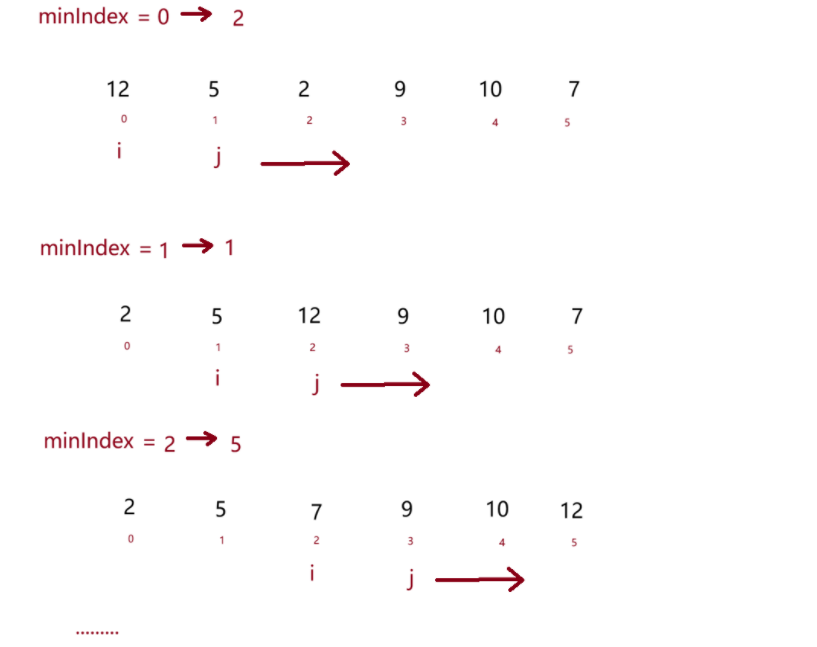 minIndex = 0 → 2
12 5 2 9 10 7
0 1 2 3 4 5
i j →
minIndex = 1 → 1
2 5 12 9 10 7
0 1 2 3 4 5
i j →
minIndex = 2 → 5
2 5 7 9 10 12
0 1 2 3 4 5
i j →
.........